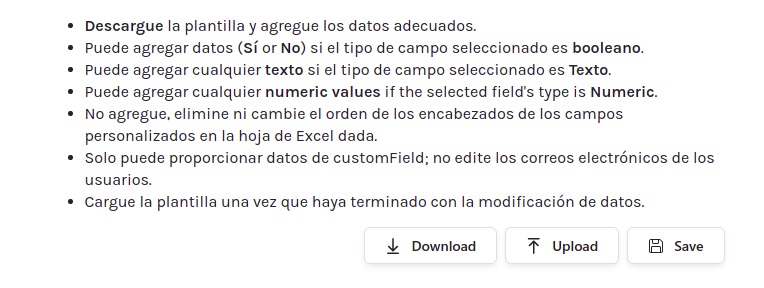 Descargue la plantilla y agregue los datos adecuados.
Puede agregar datos (Sí or No) si el tipo de campo seleccionado es booleano.
Puede agregar cualquier texto si el tipo de campo seleccionado es Texto.
Puede agregar cualquier numeric values if the selected field's type is Numeric.
No agregue, elimine ni cambie el orden de los encabezados de los campos
personalizados en la hoja de Excel dada.
Solo puede proporcionar datos de customField; no edite los correos electrónicos de los
usuarios.
Cargue la plantilla una vez que haya terminado con la modificación de datos.
Download Upload Save